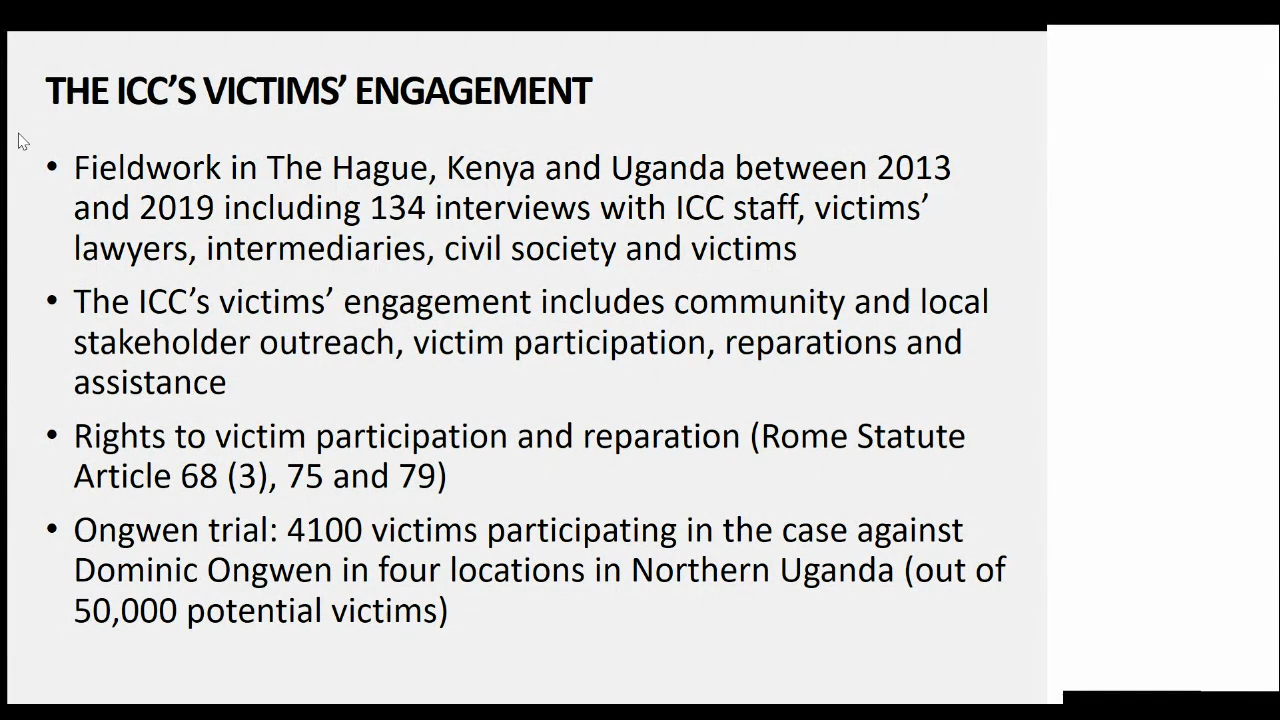 THE ICC’S VICTIMS’ ENGAGEMENT
• Fieldwork in The Hague, Kenya and Uganda between 2013
and 2019 including 134 interviews with ICC staff, victims’
lawyers, intermediaries, civil society and victims
• The ICC’s victims’ engagement includes community and local
stakeholder outreach, victim participation, reparations and
assistance
• Rights to victim participation and reparation (Rome Statute
Article 68 (3), 75 and 79)
• Ongwen trial: 4100 victims participating in the case against
Dominic Ongwen in four locations in Northern Uganda (out of
50,000 potential victims)